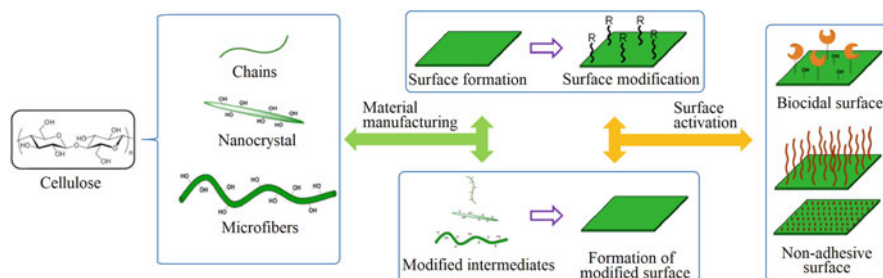 Cellulose
Chains
Nanocrystal
Microfibers
Material
manufacturing
Surface formation
Surface modification
R R R R
Modified intermediates
Formation of
modified surface
Surface
activation
Biocidal surface
Non-adhesive
surface